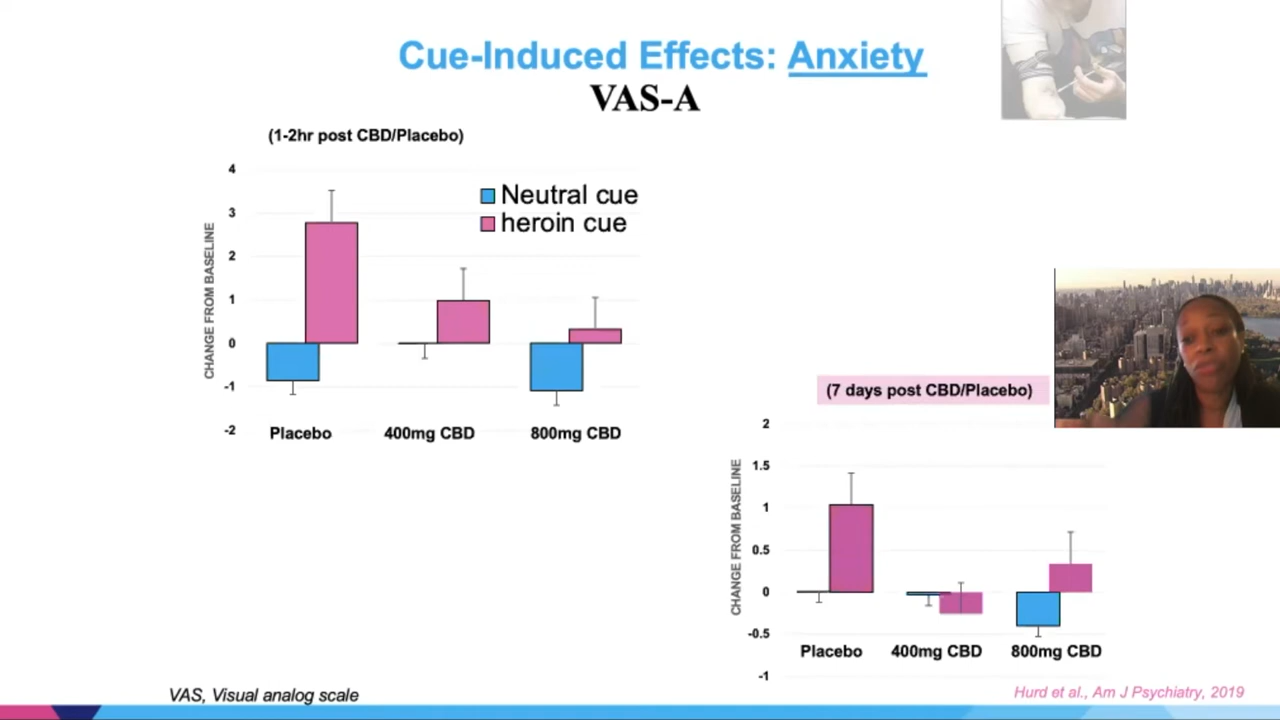 Cue-Induced Effects: Anxiety
VAS-A
(1-2hr post CBD/Placebo)
4
3
2
1
0
-1
-2
CHANGE FROM BASELINE
Neutral cue
heroin cue
Placebo
400mg CBD
800mg CBD
(7 days post CBD/Placebo)
2
1.5
1
0.5
0
-0.5
-1
CHANGE FROM BASELINE
Placebo
400mg CBD
800mg CBD
VAS, Visual analog scale
Hurd et al., Am J Psychiatry, 2019